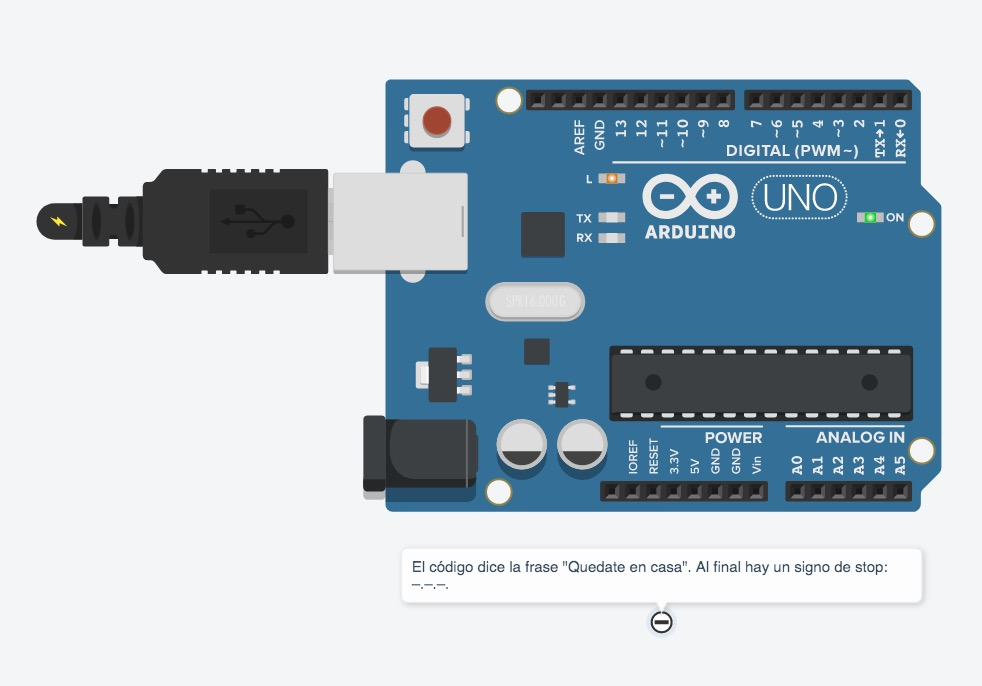 AREF
GND
13
12
~11
~10
~9
8
7
~6
~5
4
~3
2
TX→1
RX←0
DIGITAL (PWM~)
L
TX
RX
UNO
ARDUINO
ON
SPK16.000G
POWER
ANALOG IN
IOREF
RESET
3.3V
5V
GND
GND
Vin
A0
A1
A2
A3
A4
A5
El código dice la frase "Quedate en casa". Al final hay un signo de stop:
–.–.–.